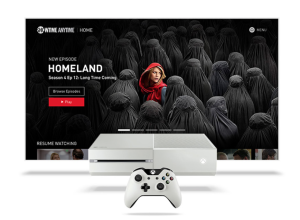 SHOWTIME ANYTIME HOME
MENU
NEW EPISODE
HOMELAND
Season 4 Ep 12: Long Time Coming
Browse Episodes
Play
RESUME WATCHING